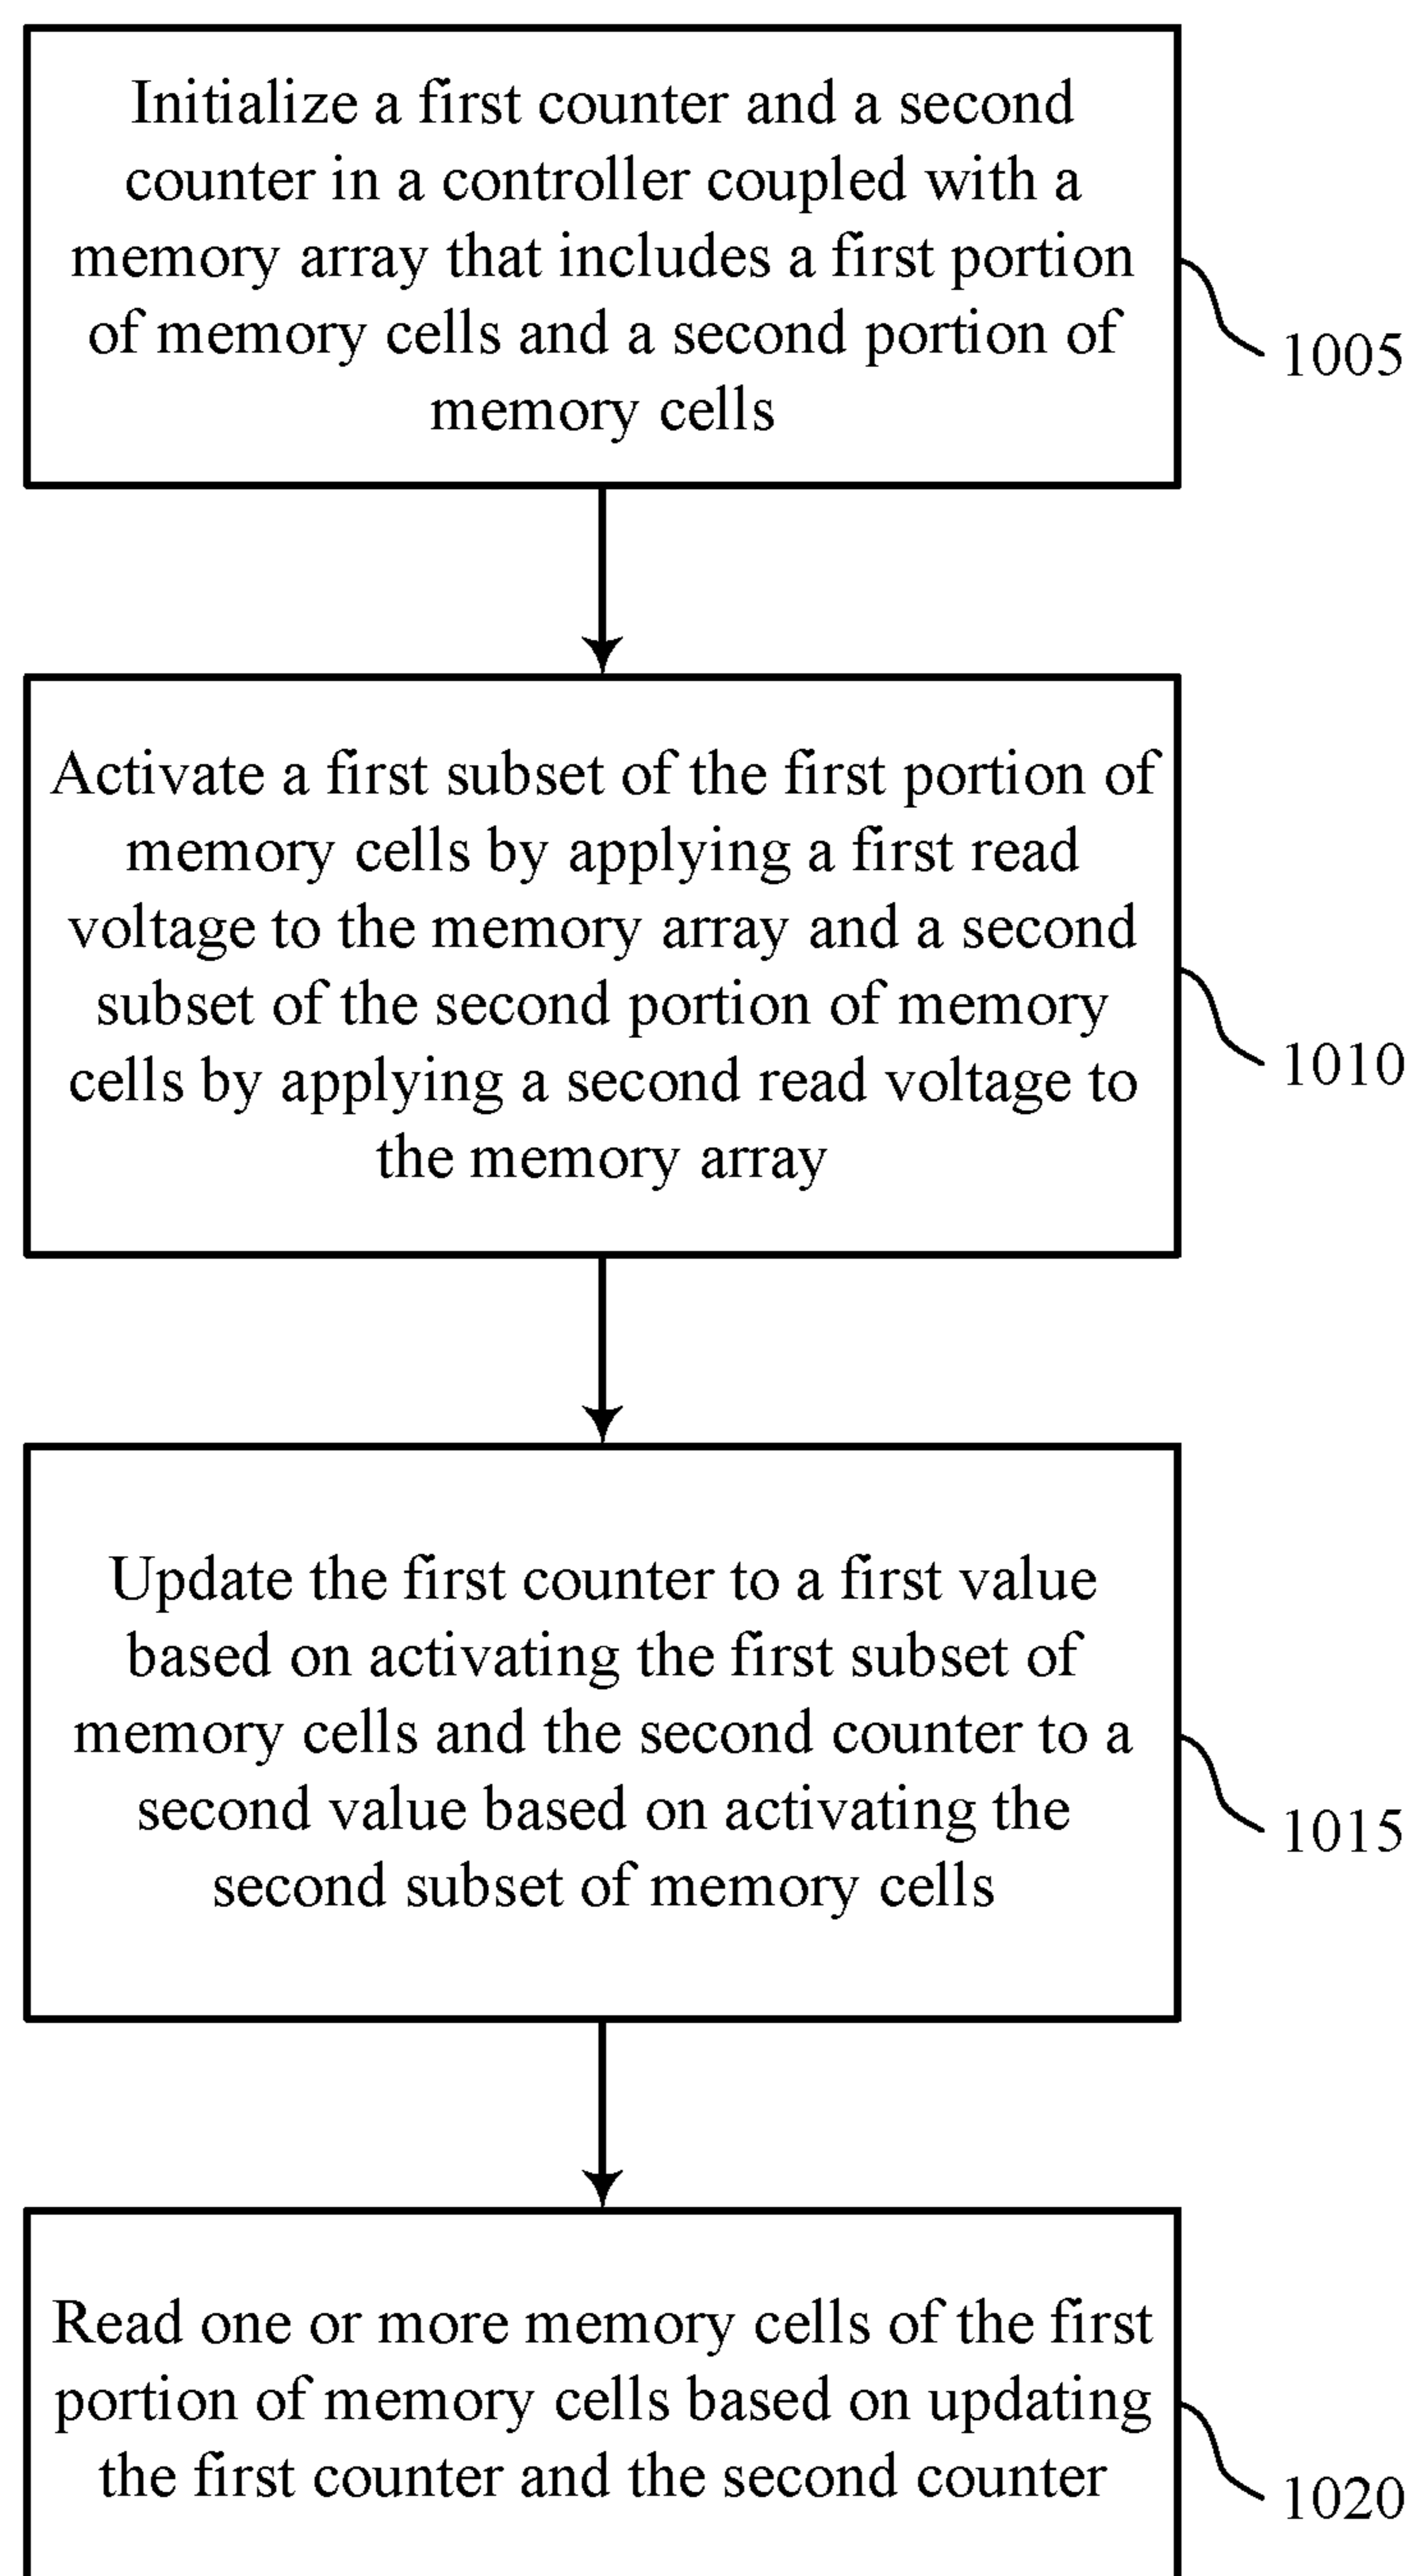 Initialize a first counter and a second
counter in a controller coupled with a
memory array that includes a first portion
of memory cells and a second portion of
memory cells
1005
Activate a first subset of the first portion of
memory cells by applying a first read
voltage to the memory array and a second
subset of the second portion of memory
cells by applying a second read voltage to
the memory array
1010
Update the first counter to a first value
based on activating the first subset of
memory cells and the second counter to a
second value based on activating the
second subset of memory cells
1015
Read one or more memory cells of the first
portion of memory cells based on updating
the first counter and the second counter
1020